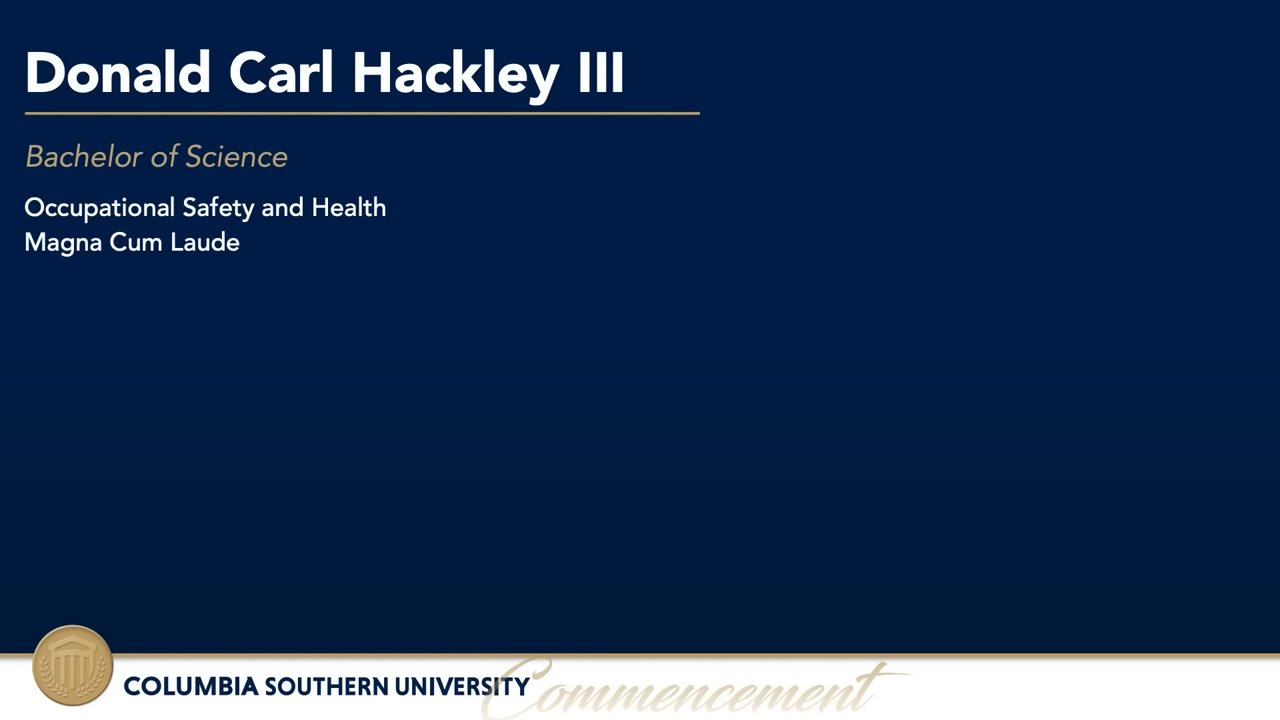 Donald Carl Hackley III
Bachelor of Science
Occupational Safety and Health
Magna Cum Laude
COLUMBIA SOUTHERN UNIVERSITY
Commencement